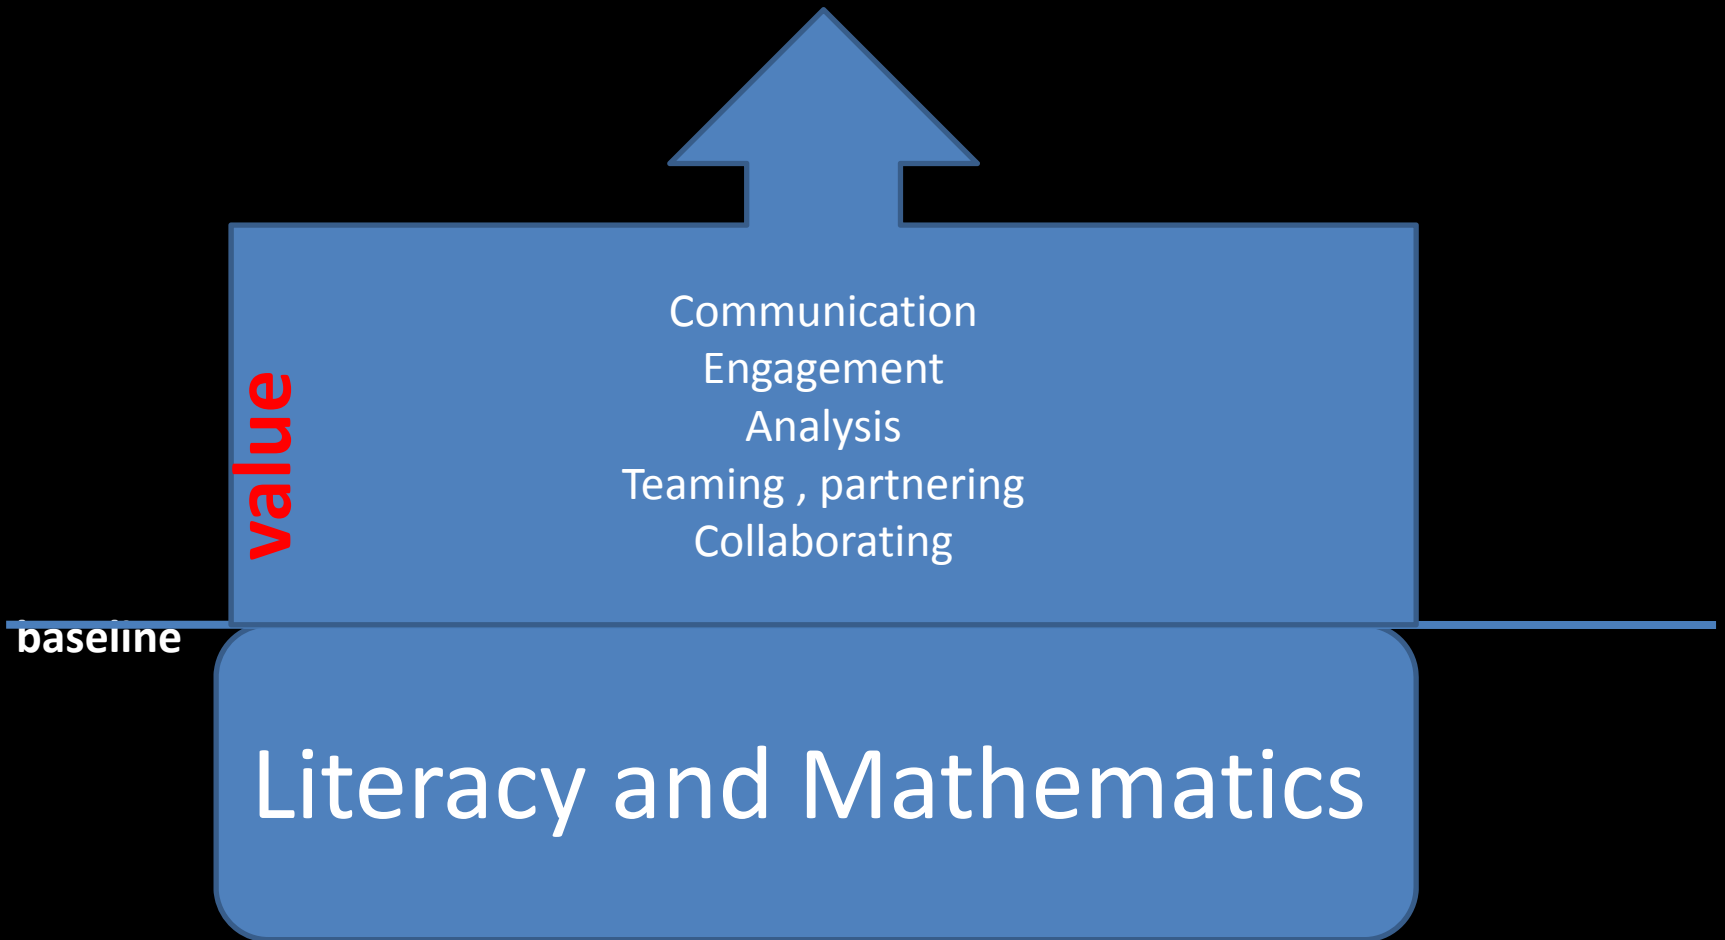 Communication
Engagement
Analysis
Teaming , partnering
Collaborating
value
baseline
Literacy and Mathematics